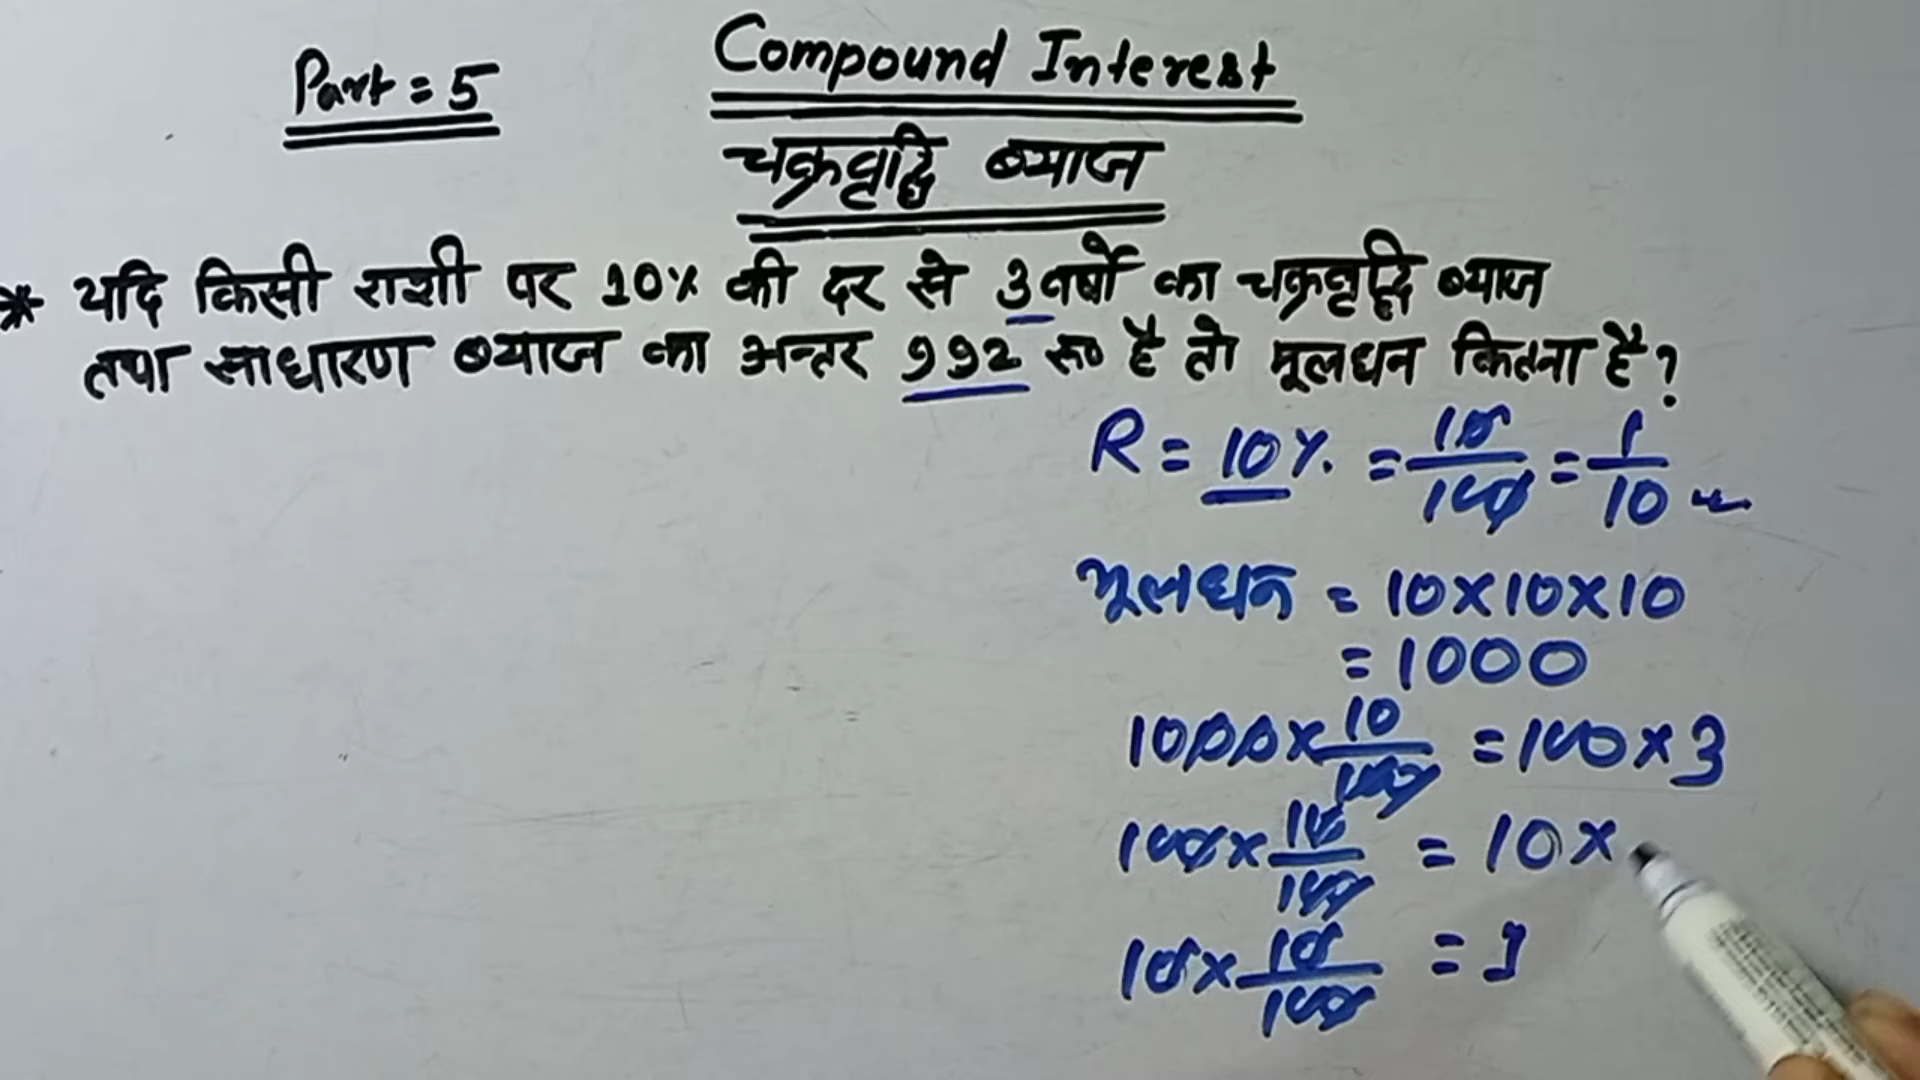 Part = 5
Compound Interest
चक्रवृद्धि ब्याज
* यदि किसी राशी पर 10% की दर से 3 वर्षो का चक्रवृद्धि ब्याज
तथा साधारण ब्याज का अन्तर 992 रू० है तो मूलधन कितना है ?
R = 10 %. = 10/100 = 1/10
मूलधन = 10×10×10
= 1000
1000 × 10/100 = 100 × 3
100 × 10/100 = 10 ×
10 × 10/100 = 1